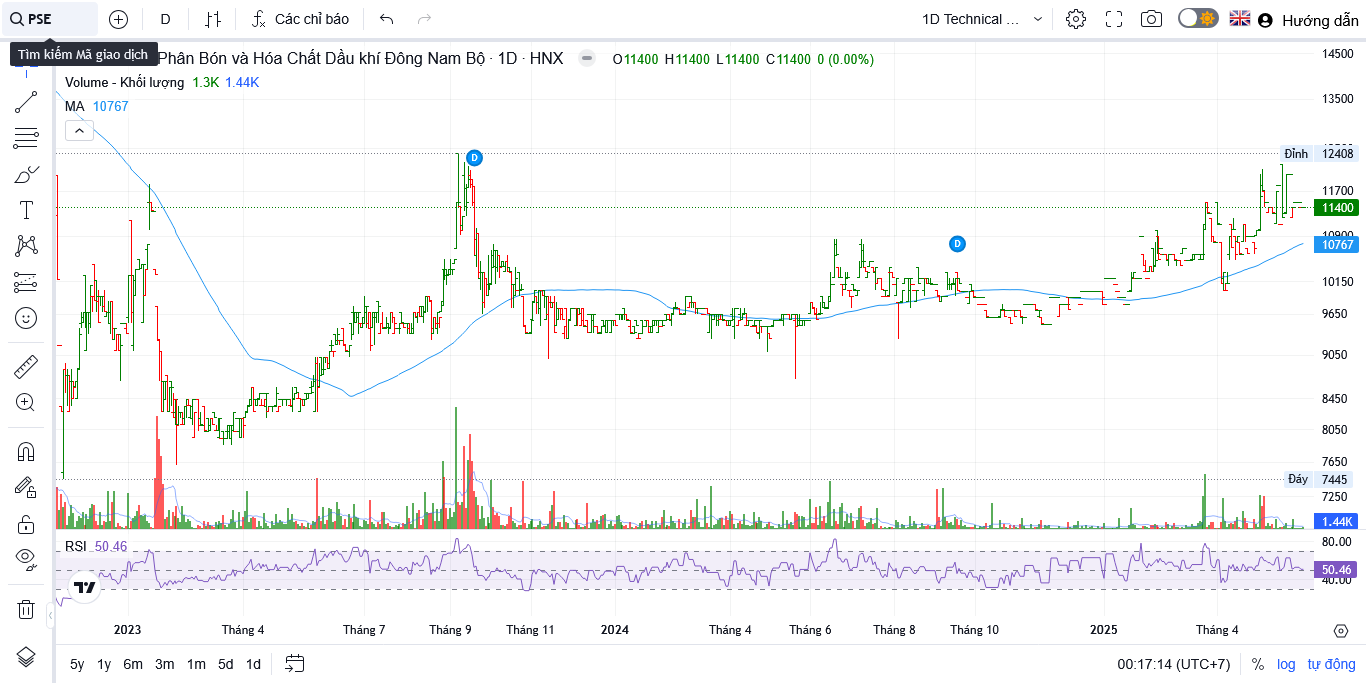 PSE
D
Các chỉ báo
1D Technical ...
Hướng dẫn
Tìm kiếm Mã giao dịch
Phân Bón và Hóa Chất Dầu khí Đông Nam Bộ · 1D · HNX
O11400 H11400 L11400 C11400 0 (0.00%)
Volume - Khối lượng 1.3K 1.44K
MA 10767
D
D
14500
13500
Đỉnh 12408
11700
11400
10900
10767
10150
9650
9050
8450
8050
7650
Đáy 7445
7250
1.44K
RSI 50.46
80.00
50.46
40.00
2023
Tháng 4
Tháng 7
Tháng 9
Tháng 11
2024
Tháng 4
Tháng 6
Tháng 8
Tháng 10
2025
Tháng 4
5y 1y 6m 3m 1m 5d 1d
00:17:14 (UTC+7) % log tự động